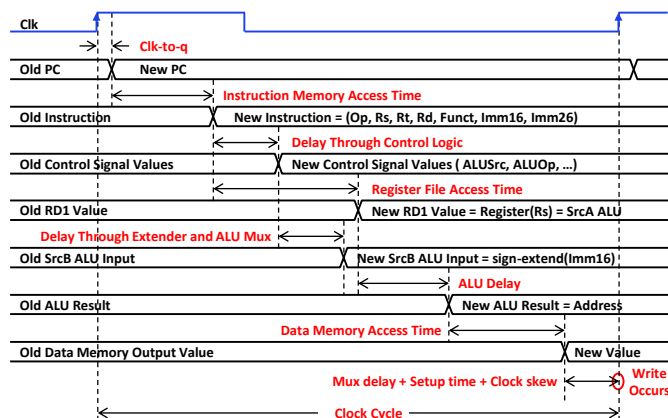 Clk
Clk-to-q
Old PC New PC
Instruction Memory Access Time
Old Instruction New Instruction = (Op, Rs, Rt, Rd, Funct, Imm16, Imm26)
Delay Through Control Logic
Old Control Signal Values New Control Signal Values ( ALUSrc, ALUOp, ...)
Register File Access Time
Old RD1 Value New RD1 Value = Register(Rs) = SrcA ALU
Delay Through Extender and ALU Mux
Old SrcB ALU Input New SrcB ALU Input = sign-extend(Imm16)
ALU Delay
Old ALU Result New ALU Result = Address
Data Memory Access Time
Old Data Memory Output Value New Value
Mux delay + Setup time + Clock skew Write
Occurs
Clock Cycle